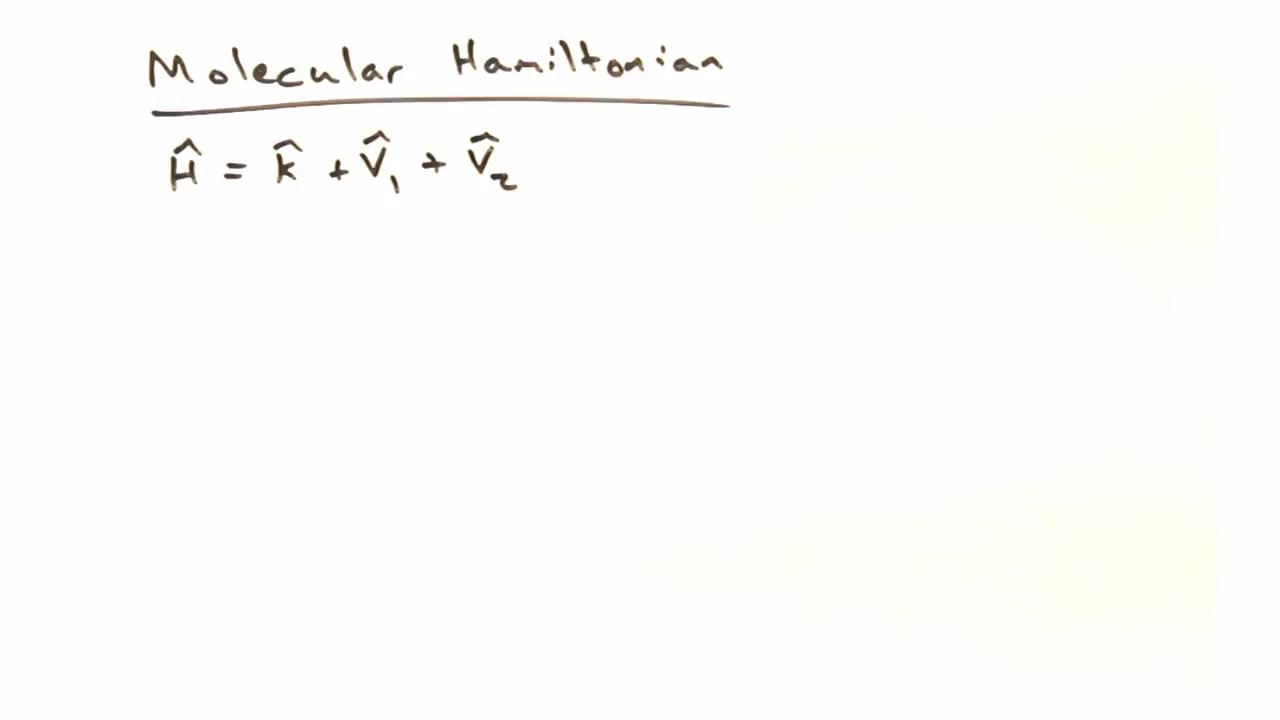 Molecular Hamiltonian
Ĥ = k̂ + V̂₁ + V̂₂